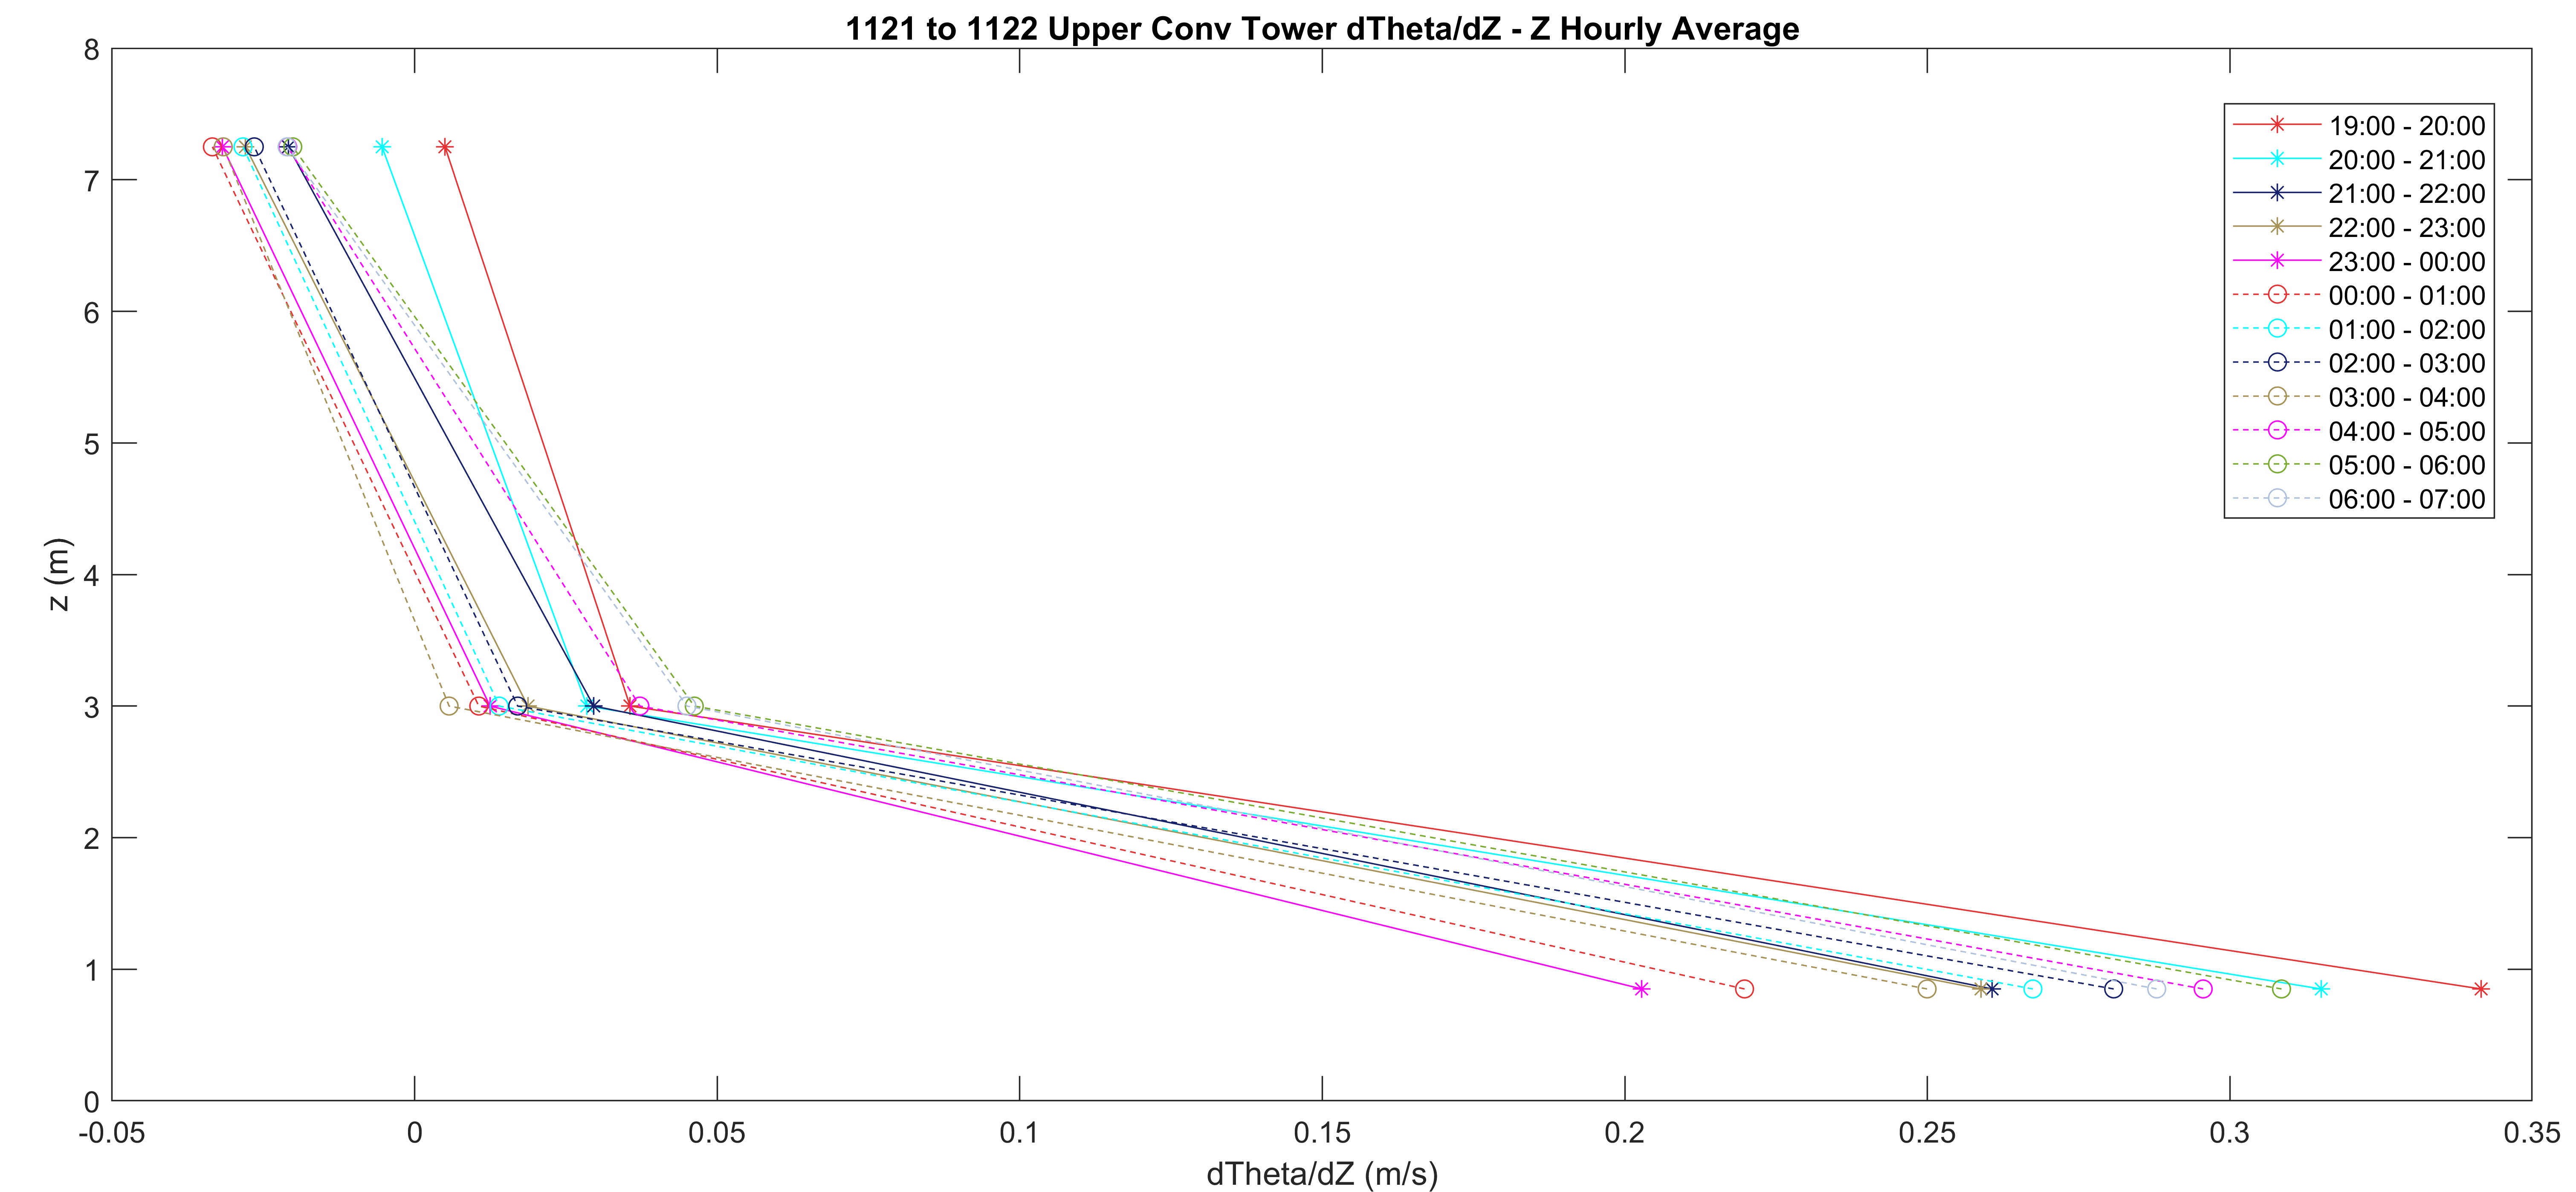 1121 to 1122 Upper Conv Tower dTheta/dZ - Z Hourly Average
8
7
6
5
4
3
2
1
0
z (m)
19:00 - 20:00
20:00 - 21:00
21:00 - 22:00
22:00 - 23:00
23:00 - 00:00
00:00 - 01:00
01:00 - 02:00
02:00 - 03:00
03:00 - 04:00
04:00 - 05:00
05:00 - 06:00
06:00 - 07:00
-0.05 0 0.05 0.1 0.15 0.2 0.25 0.3 0.35
dTheta/dZ (m/s)